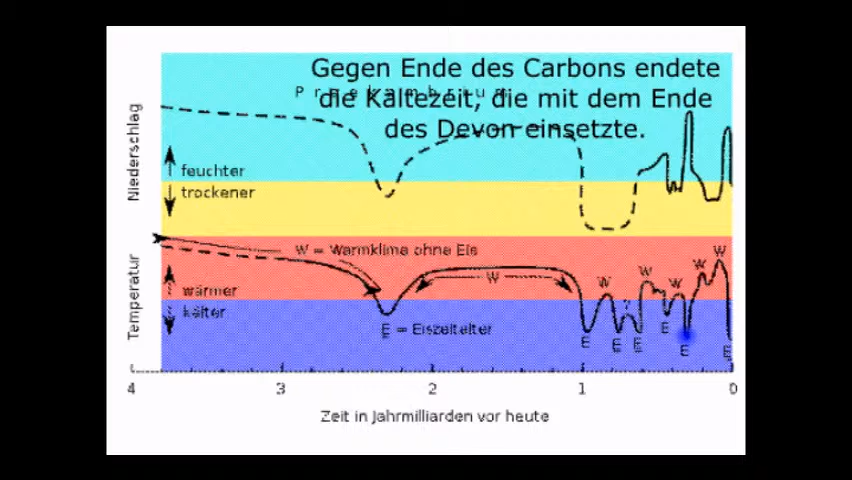 Gegen Ende des Carbons endete
Präkambrium
die Kältezeit, die mit dem Ende
des Devon einsetzte.
Niederschlag
feuchter
trockener
W = Warmklima ohne Eis
W
W
W
W
W
W
Temperatur
wärmer
kälter
?
E = Eiszeitalter
E
E
E
E
E
E
4
3
2
1
0
Zeit in Jahrmilliarden vor heute